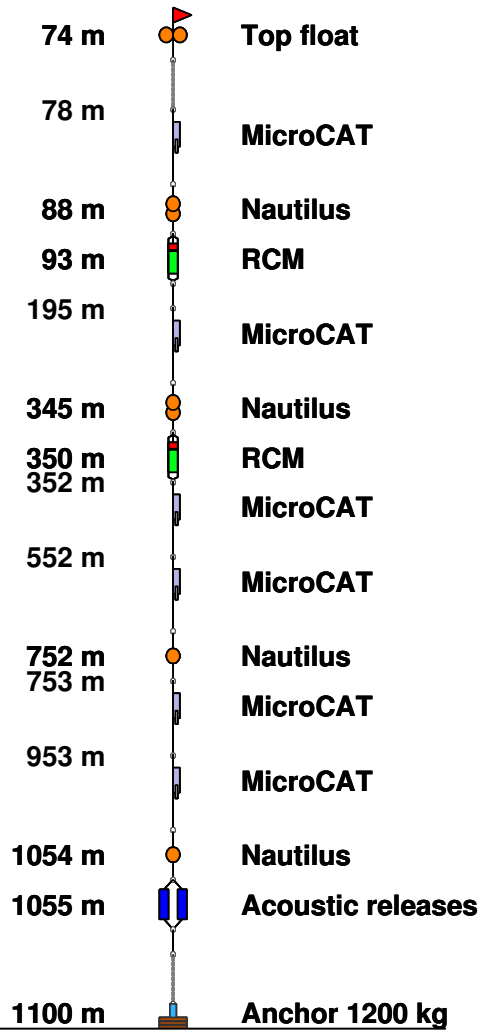 74 m Top float
78 m
MicroCAT
88 m Nautilus
93 m RCM
195 m
MicroCAT
345 m Nautilus
350 m RCM
352 m
MicroCAT
552 m
MicroCAT
752 m Nautilus
753 m
MicroCAT
953 m
MicroCAT
1054 m Nautilus
1055 m Acoustic releases
1100 m Anchor 1200 kg